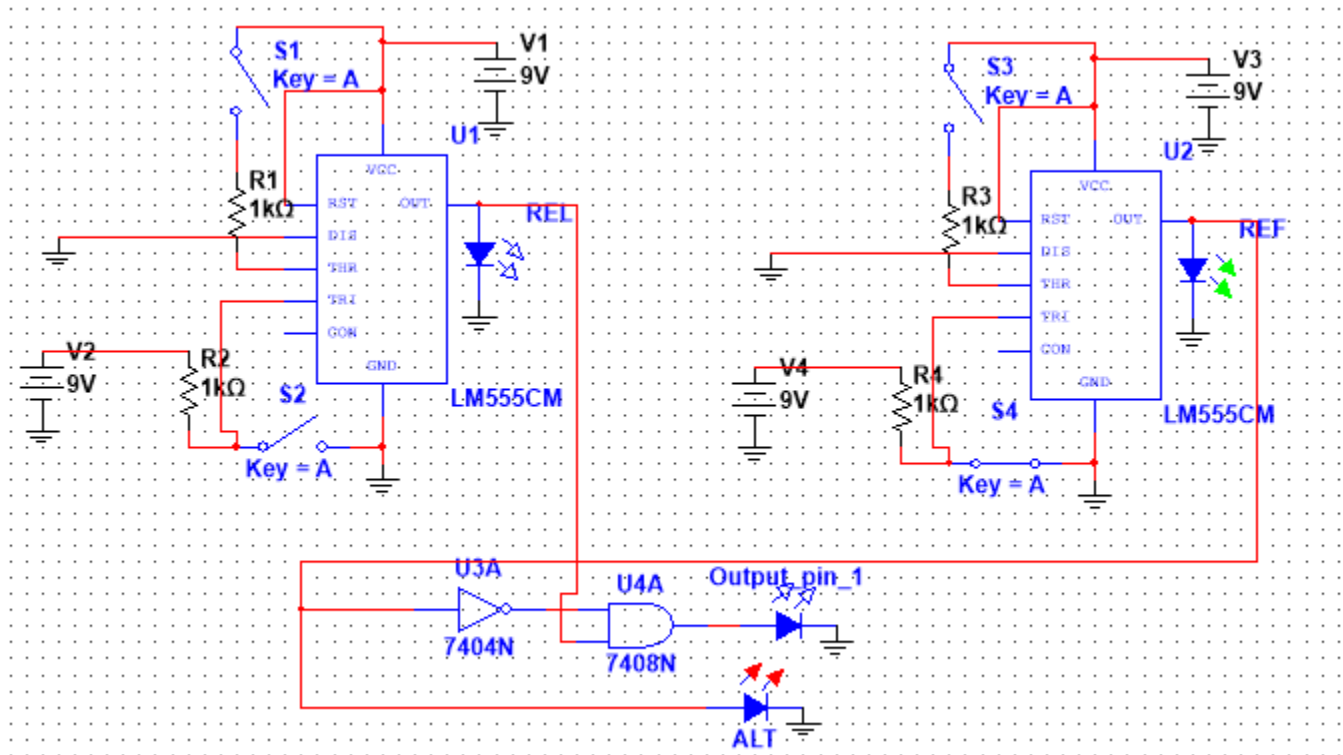 S1
Key = A
V1
9V
U1
R1
1kΩ
VCC
RST
OUT
DIS
THR
TRI
CON
GND
REL
V2
9V
R2
1kΩ
S2
Key = A
LM555CM
S3
Key = A
V3
9V
U2
R3
1kΩ
VCC
RST
OUT
DIS
THR
TRI
CON
GND
REF
V4
9V
R4
1kΩ
S4
Key = A
LM555CM
U3A
7404N
U4A
7408N
Output_pin_1
ALT